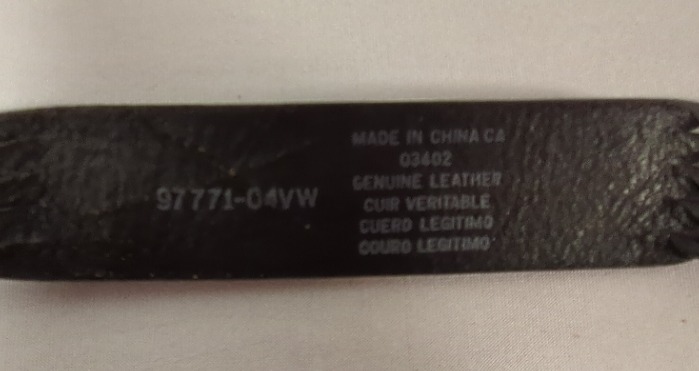 97771-04VW
MADE IN CHINA CA
03402
GENUINE LEATHER
CUIR VERITABLE
CUERO LEGITIMO
COURO LEGITIMO